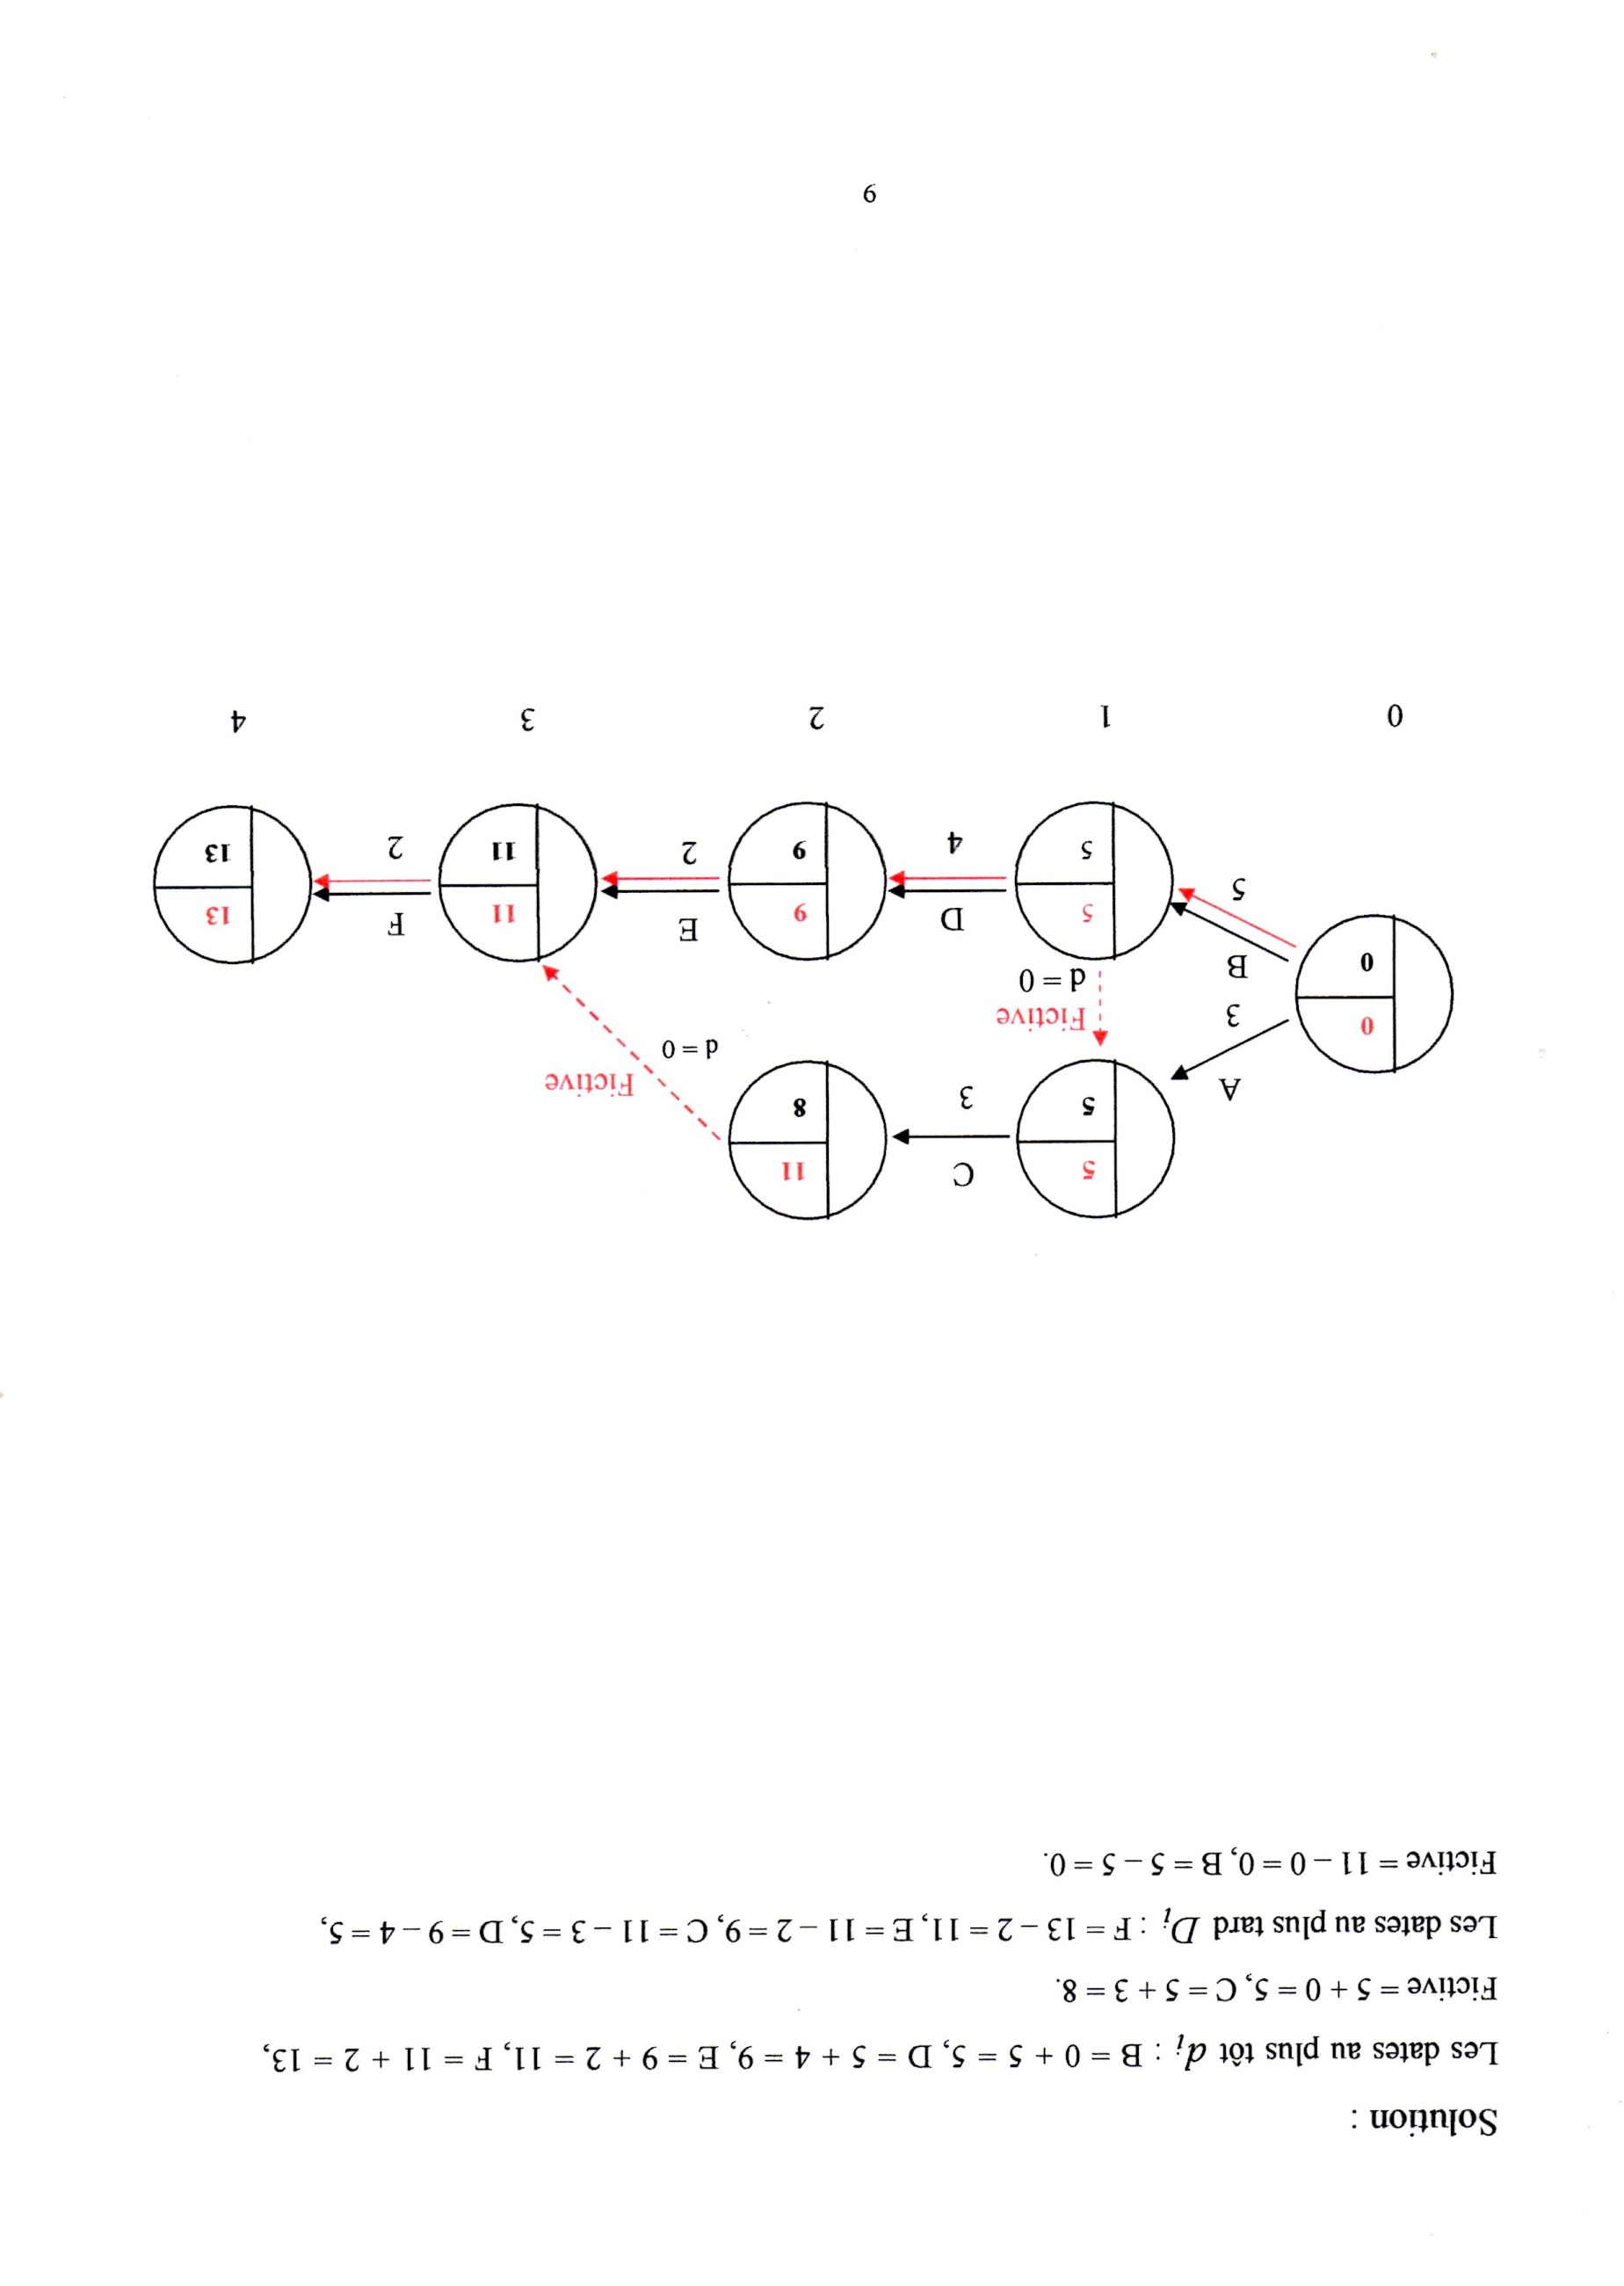 Solution :
Les dates au plus tôt dᵢ : B = 0 + 5 = 5, D = 5 + 4 = 9, E = 9 + 2 = 11, F = 11 + 2 = 13,
Fictive = 5 + 0 = 5, C = 5 + 3 = 8.
Les dates au plus tard Dᵢ : F = 13 – 2 = 11, E = 11 – 2 = 9, C = 11 – 3 = 5, D = 9 – 4 = 5,
Fictive = 11 – 0 = 0, B = 5 – 5 = 0.
5 C 11
A 5 3 8 Fictive
0 3 Fictive d = 0
0 B d = 0
5 D 9 E 11 F 13
5
5 4 9 2 11 2 13
0 1 2 3 4
6